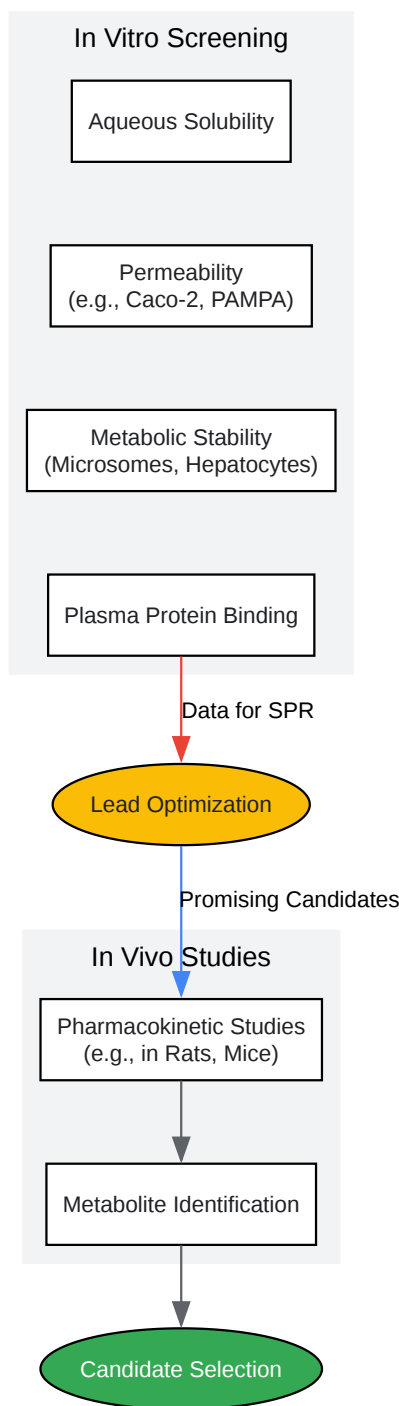 In Vitro Screening
Aqueous Solubility
Permeability
(e.g., Caco-2, PAMPA)
Metabolic Stability
(Microsomes, Hepatocytes)
Plasma Protein Binding
Data for SPR
Lead Optimization
Promising Candidates
In Vivo Studies
Pharmacokinetic Studies
(e.g., in Rats, Mice)
Metabolite Identification
Candidate Selection